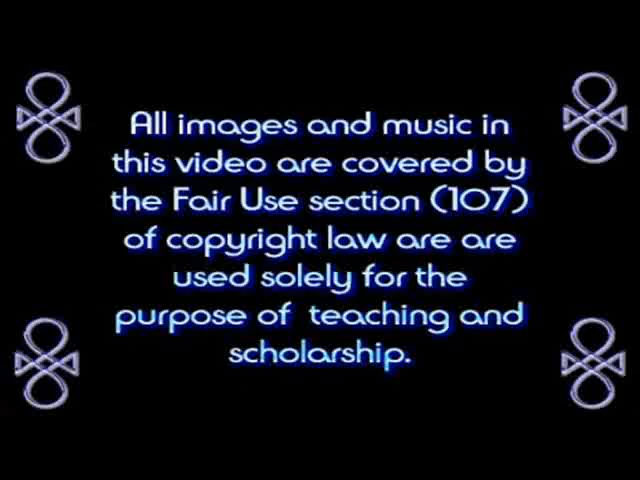 All images and music in
this video are covered by
the Fair Use section (107)
of copyright law are are
used solely for the
purpose of teaching and
scholarship.